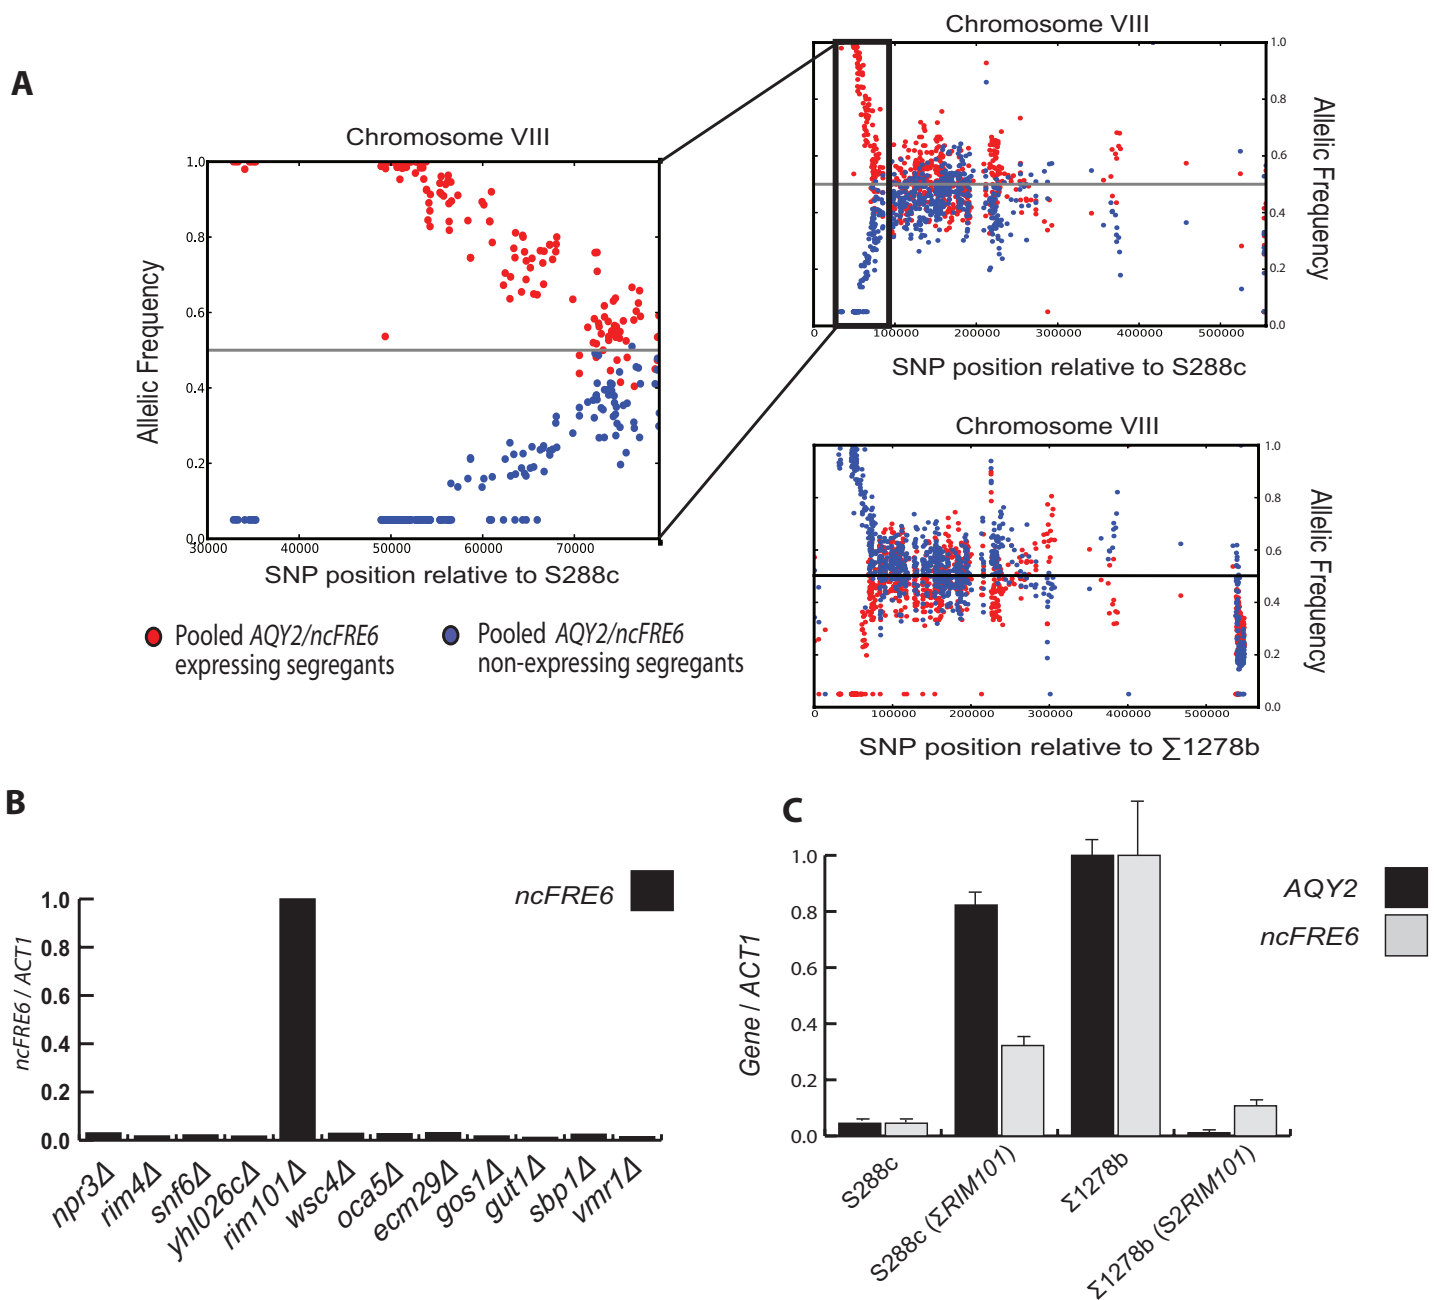 A
Chromosome VIII
1.0
0.8
0.6
0.4
0.2
0.0
Allelic Frequency
30000 40000 50000 60000 70000
SNP position relative to S288c
Pooled AQY2/ncFRE6
expressing segregants
Pooled AQY2/ncFRE6
non-expressing segregants
Chromosome VIII
1.0
0.8
0.6
0.4
0.2
0.0
Allelic Frequency
0 100000 200000 300000 400000 500000
SNP position relative to S288c
Chromosome VIII
1.0
0.8
0.6
0.4
0.2
0.0
Allelic Frequency
0 100000 200000 300000 400000 500000
SNP position relative to ∑1278b
B
ncFRE6
1.0
0.8
0.6
0.4
0.2
0.0
ncFRE6 / ACT1
npr3Δ
rim4Δ
snf6Δ
yhl026cΔ
rim101Δ
wsc4Δ
oca5Δ
ecm29Δ
gos1Δ
gut1Δ
sbp1Δ
vmr1Δ
C
1.0
0.8
0.6
0.4
0.2
0.0
Gene / ACT1
AQY2
ncFRE6
S288c
S288c (ΣRIM101)
Σ1278b
Σ1278b (S2RIM101)